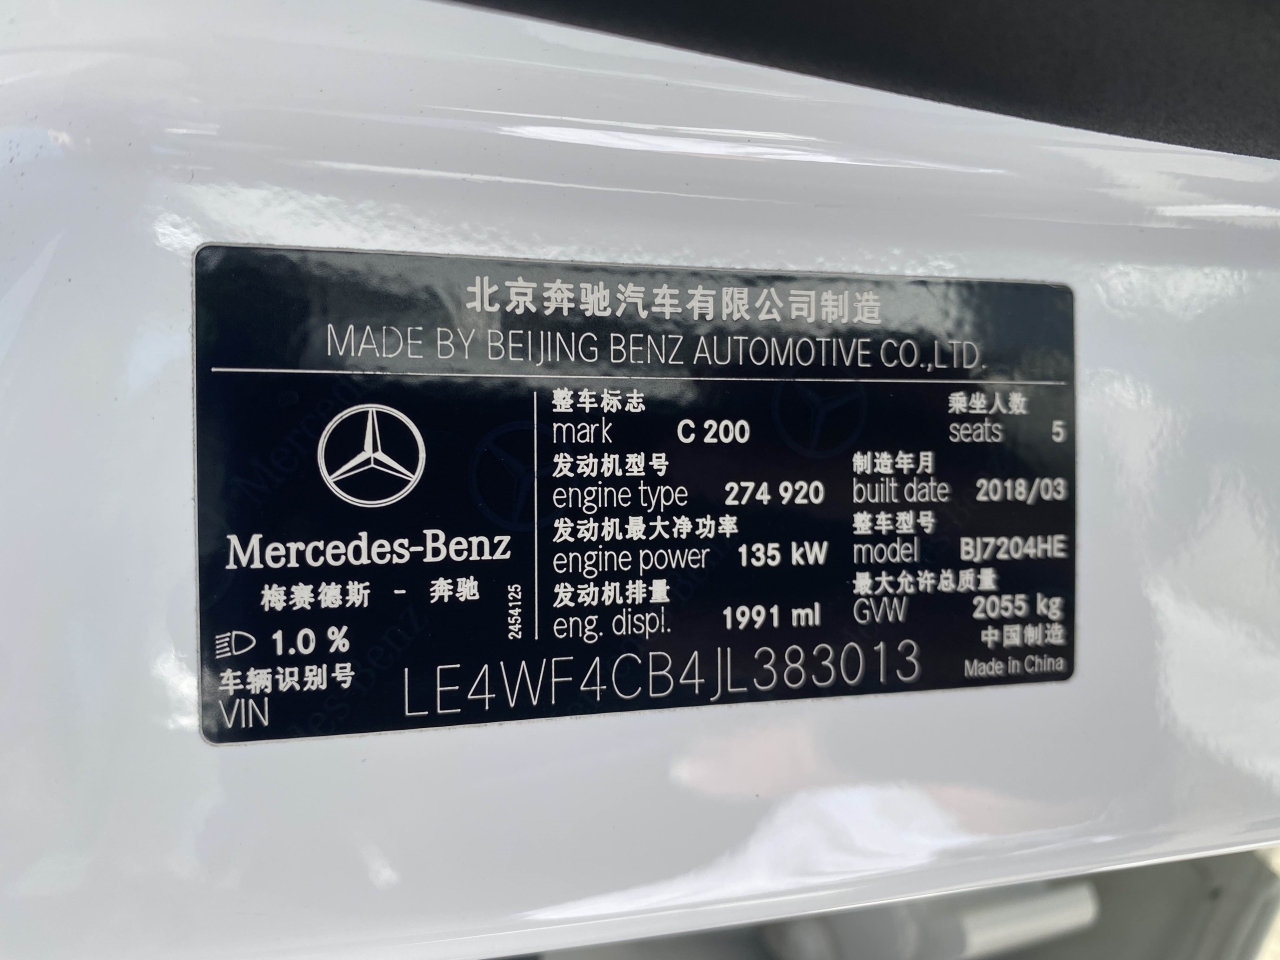 北京奔驰汽车有限公司制造
MADE BY BEIJING BENZ AUTOMOTIVE CO.,LTD.
Mercedes-Benz
梅赛德斯 - 奔驰
2454125
1.0 %
整车标志 乘坐人数
mark C 200 seats 5
发动机型号 制造年月
engine type 274 920 built date 2018/03
发动机最大净功率 整车型号
engine power 135 kW model BJ7204HE
发动机排量 最大允许总质量
eng. displ. 1991 ml GVW 2055 kg
中国制造
Made in China
车辆识别号
VIN LE4WF4CB4JL383013